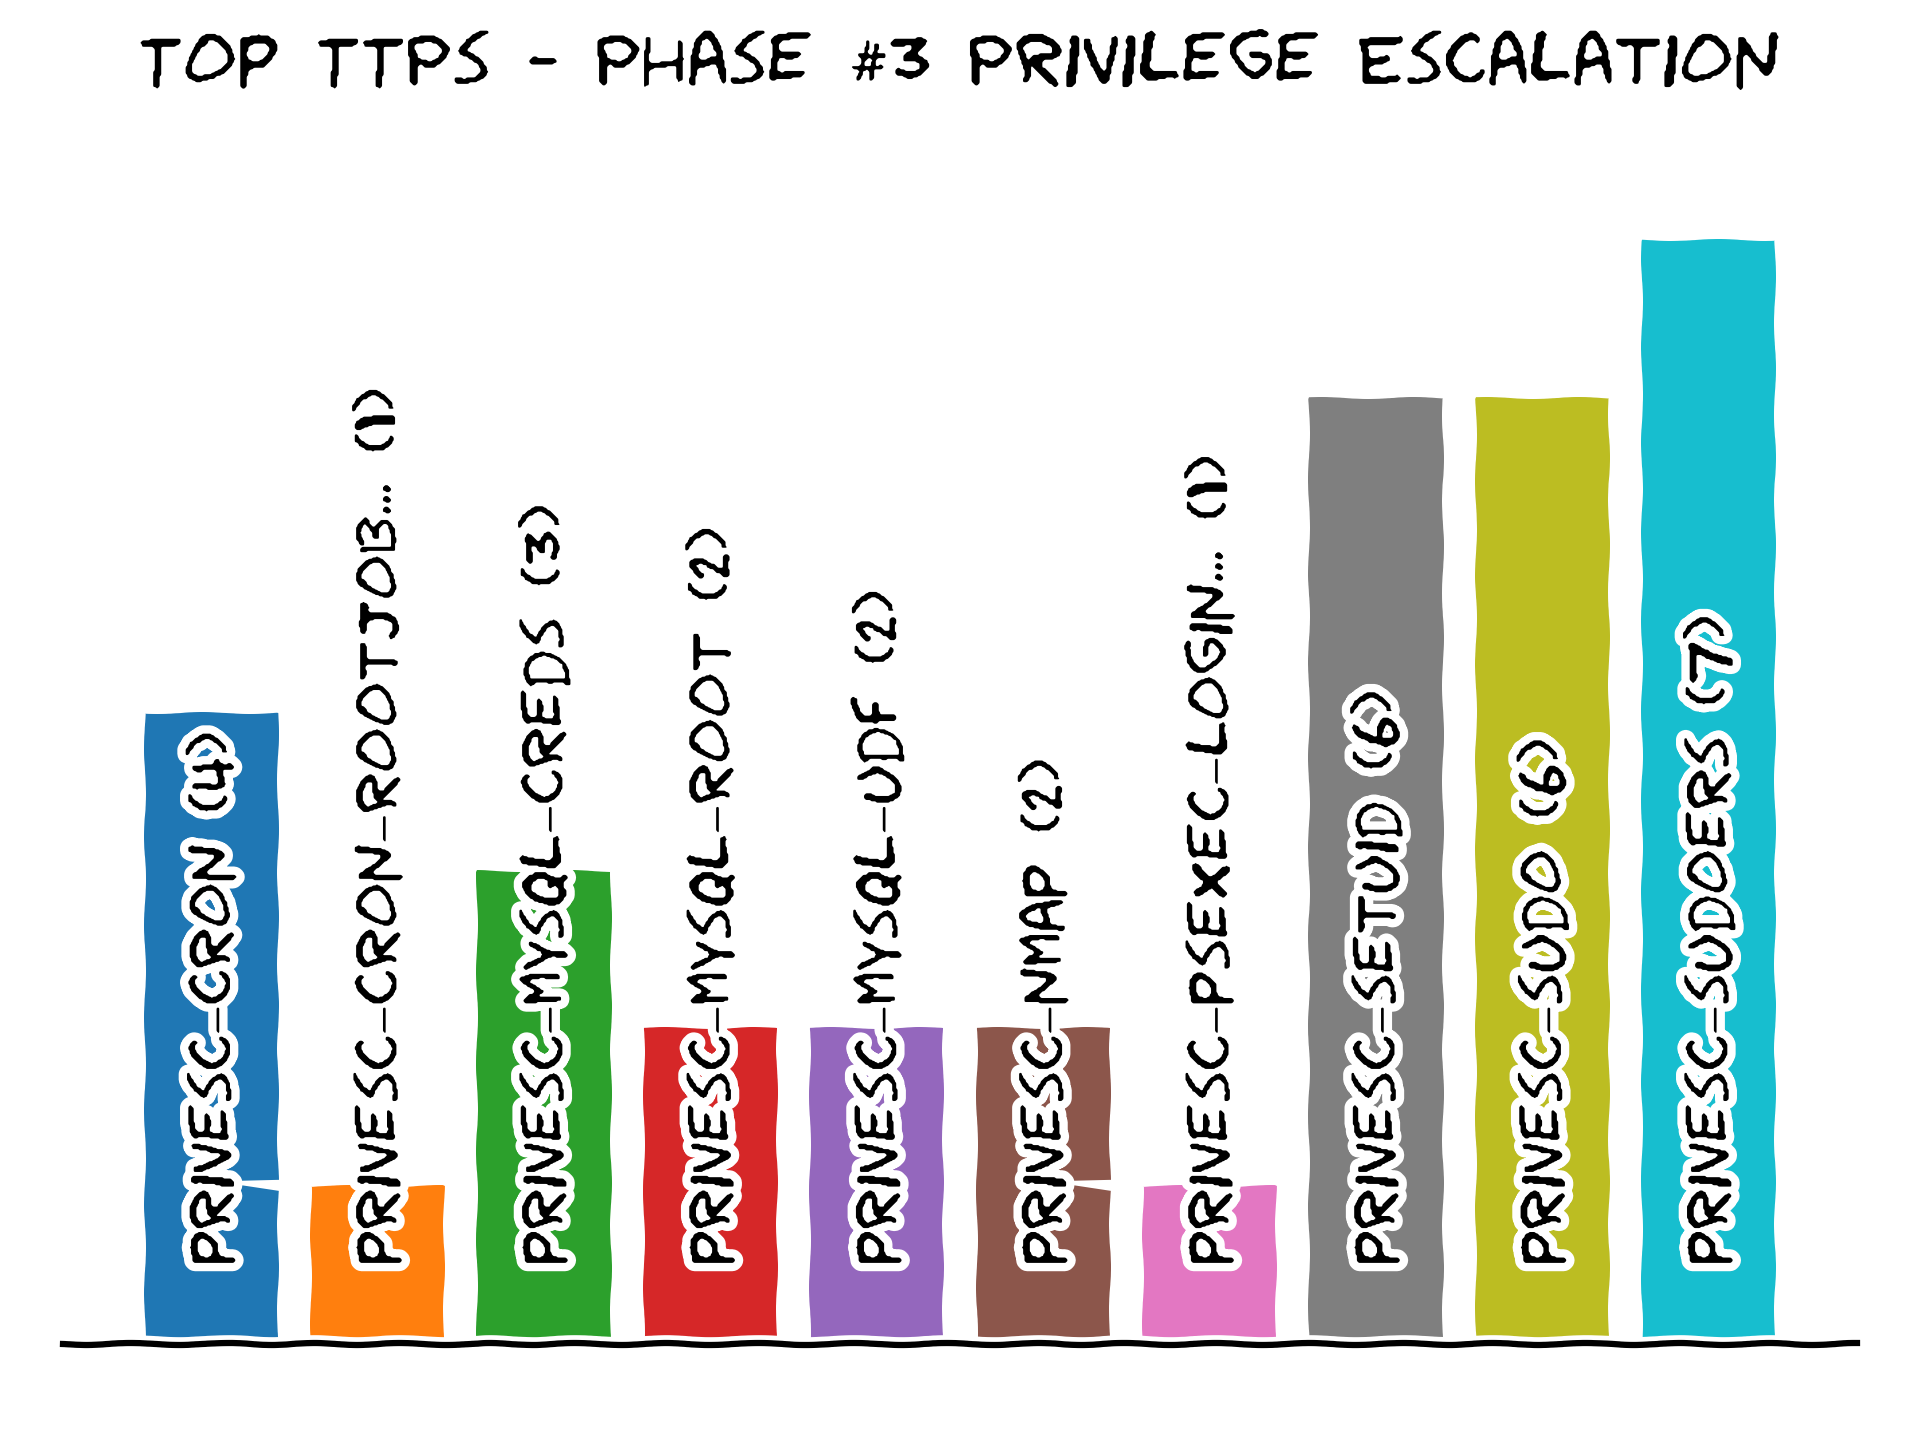 TOP TTPS - PHASE #3 PRIVILEGE ESCALATION
PRIVESC-CRON (4)
PRIVESC-CRON-ROOTJOB... (1)
PRIVESC-MYSQL-CREDS (3)
PRIVESC-MYSQL-ROOT (2)
PRIVESC-MYSQL-UDF (2)
PRIVESC-NMAP (2)
PRIVESC-PSEXEC-LOGIN... (1)
PRIVESC-SETUID (6)
PRIVESC-SUDO (6)
PRIVESC-SUDOERS (7)